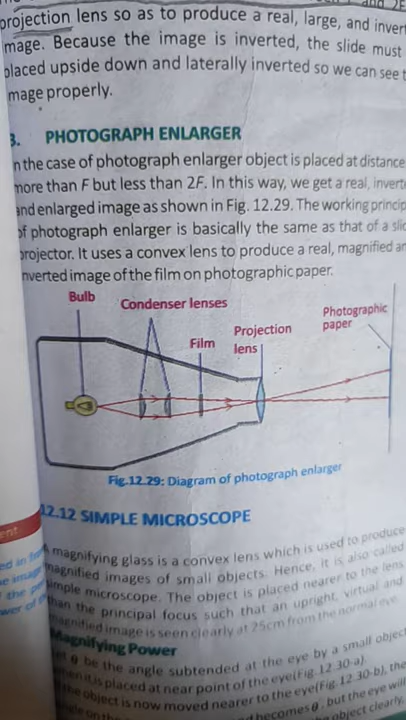 projection lens so as to produce a real, large, and
image. Because the image is inverted, the slide must
placed upside down and laterally inverted so we can see
image properly.
3. PHOTOGRAPH ENLARGER
n the case of photograph enlarger object is placed at distance
more than F but less than 2F. In this way, we get a real,
and enlarged image as shown in Fig. 12.29. The working
of photograph enlarger is basically the same as that of a
projector. It uses a convex lens to produce a real, magnified
nverted image of the film on photographic paper.
Bulb
Condenser lenses
Film
Projection
lens
Photographic
paper
Fig.12.29: Diagram of photograph enlarger
12.12 SIMPLE MICROSCOPE
A magnifying glass is a convex lens which is used to produce
magnified images of small objects. Hence, it is also called
simple microscope. The object is placed nearer to the lens
than the principal focus such that an upright, virtual and
magnified image is seen clearly at 25cm from the normal eye.
Magnifying Power
θ be the angle subtended at the eye by a small object
when it is placed at near point of the eye(Fig.12.30-a).
the object is now moved nearer to the eye(Fig.12.30-b), the
becomes θ, but the eye will
object clearly,